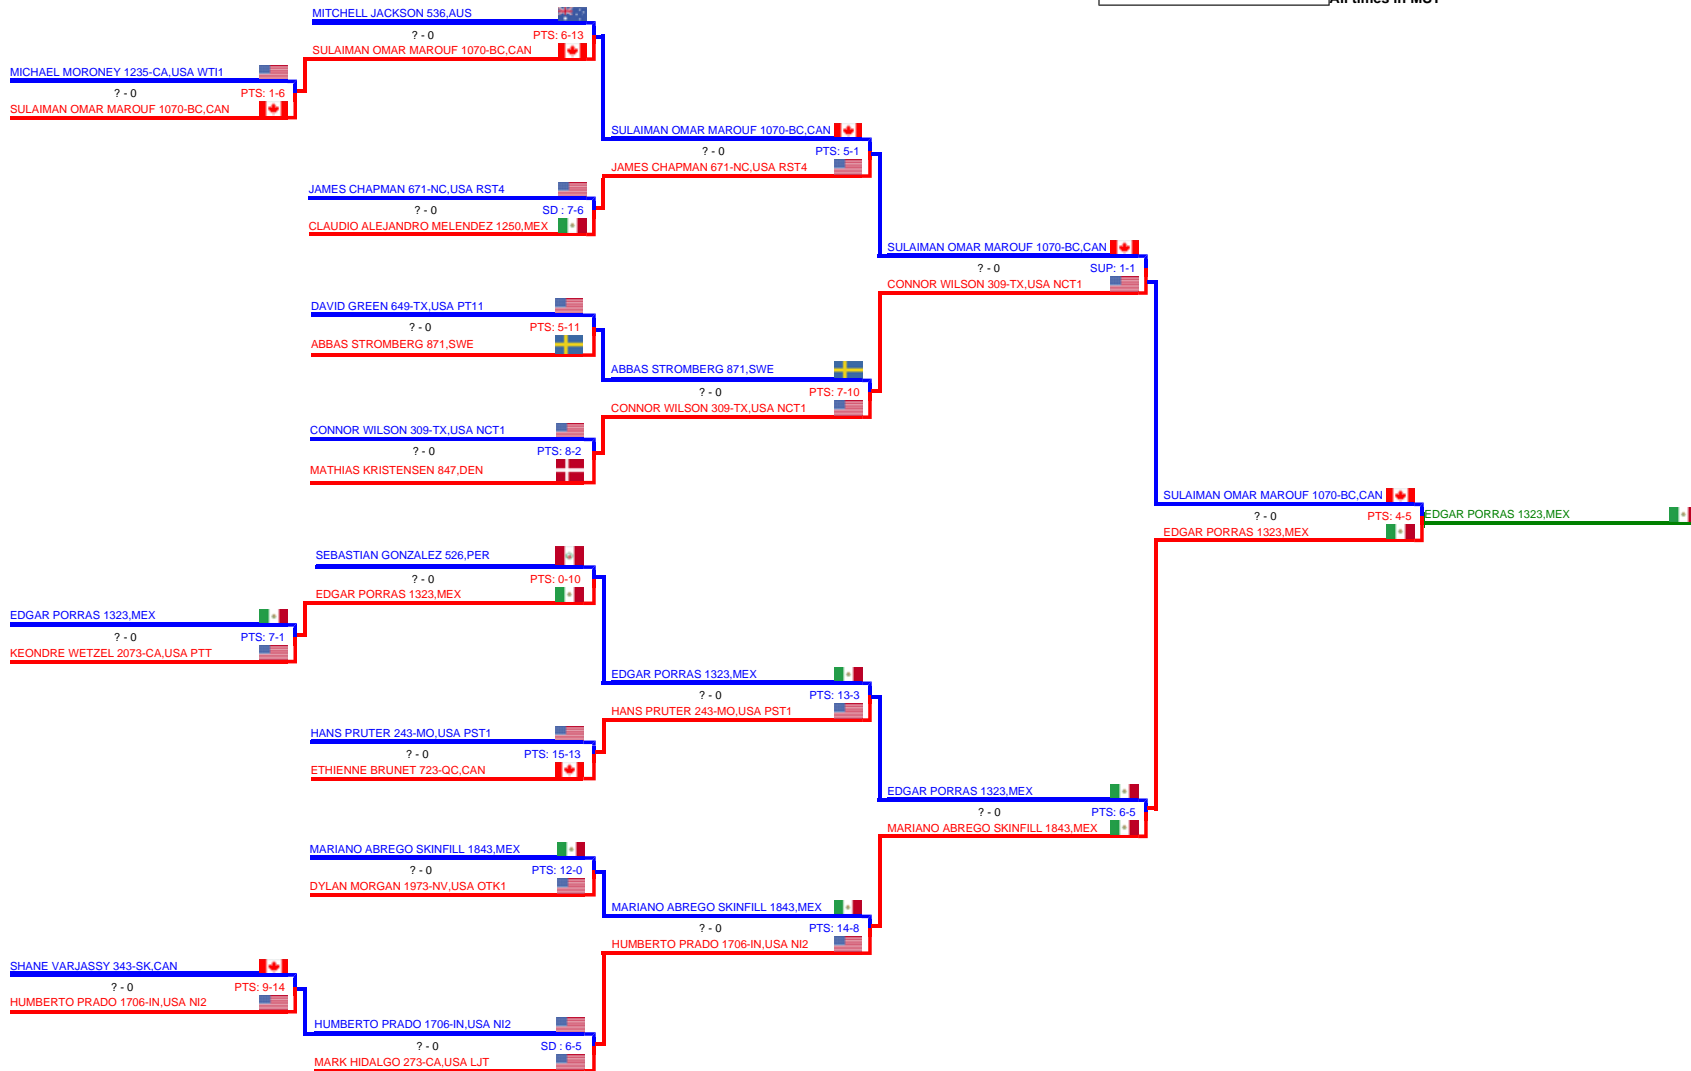 All times in MST
MITCHELL JACKSON 536,AUS
? - 0 PTS: 6-13
SULAIMAN OMAR MAROUF 1070-BC,CAN
MICHAEL MORONEY 1235-CA,USA WTI1
? - 0 PTS: 1-6
SULAIMAN OMAR MAROUF 1070-BC,CAN
SULAIMAN OMAR MAROUF 1070-BC,CAN
? - 0 PTS: 5-1
JAMES CHAPMAN 671-NC,USA RST4
JAMES CHAPMAN 671-NC,USA RST4
? - 0 SD : 7-6
CLAUDIO ALEJANDRO MELENDEZ 1250,MEX
SULAIMAN OMAR MAROUF 1070-BC,CAN
? - 0 SUP: 1-1
CONNOR WILSON 309-TX,USA NCT1
DAVID GREEN 649-TX,USA PT11
? - 0 PTS: 5-11
ABBAS STROMBERG 871,SWE
ABBAS STROMBERG 871,SWE
? - 0 PTS: 7-10
CONNOR WILSON 309-TX,USA NCT1
CONNOR WILSON 309-TX,USA NCT1
? - 0 PTS: 8-2
MATHIAS KRISTENSEN 847,DEN
SULAIMAN OMAR MAROUF 1070-BC,CAN
? - 0 PTS: 4-5
EDGAR PORRAS 1323,MEX
EDGAR PORRAS 1323,MEX
SEBASTIAN GONZALEZ 526,PER
? - 0 PTS: 0-10
EDGAR PORRAS 1323,MEX
EDGAR PORRAS 1323,MEX
? - 0 PTS: 7-1
KEONDRE WETZEL 2073-CA,USA PTT
EDGAR PORRAS 1323,MEX
? - 0 PTS: 13-3
HANS PRUTER 243-MO,USA PST1
HANS PRUTER 243-MO,USA PST1
? - 0 PTS: 15-13
ETHIENNE BRUNET 723-QC,CAN
EDGAR PORRAS 1323,MEX
? - 0 PTS: 6-5
MARIANO ABREGO SKINFILL 1843,MEX
MARIANO ABREGO SKINFILL 1843,MEX
? - 0 PTS: 12-0
DYLAN MORGAN 1973-NV,USA OTK1
MARIANO ABREGO SKINFILL 1843,MEX
? - 0 PTS: 14-8
HUMBERTO PRADO 1706-IN,USA NI2
SHANE VARJASSY 343-SK,CAN
? - 0 PTS: 9-14
HUMBERTO PRADO 1706-IN,USA NI2
HUMBERTO PRADO 1706-IN,USA NI2
? - 0 SD : 6-5
MARK HIDALGO 273-CA,USA LJT